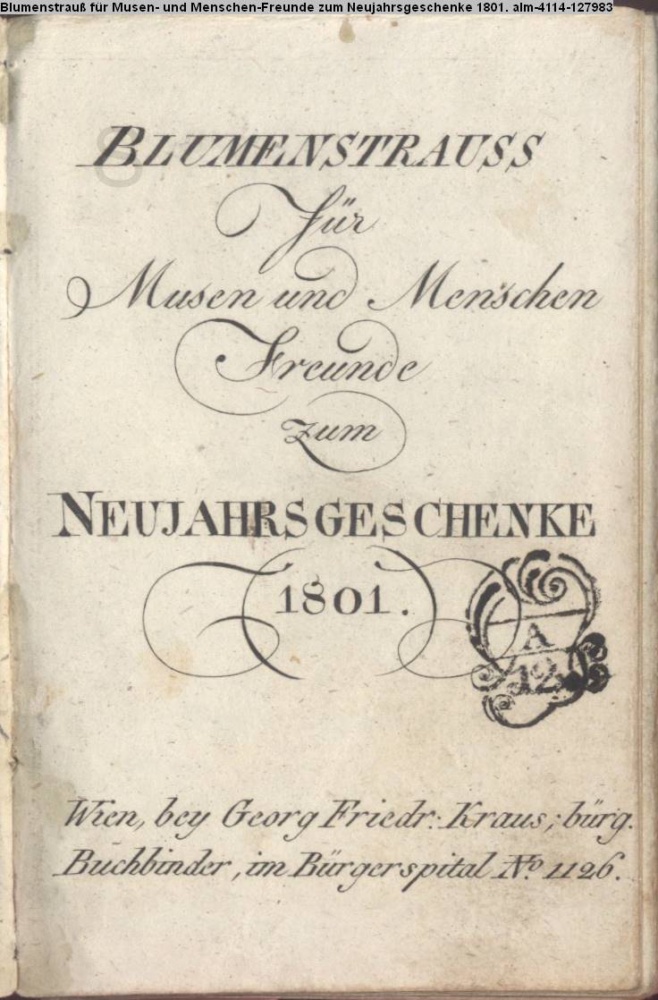 Blumenstrauß für Musen- und Menschen-Freunde zum Neujahrsgeschenke 1801. alm-4114-127983
BLUMENSTRAUSS
Für
Musen und Menschen
Freunde
zum
NEUJAHRSGESCHENKE
1801.
A
12
Wien, bey Georg Friedr: Kraus, bürg.
Buchbinder, im Bürgerspital No. 1126.